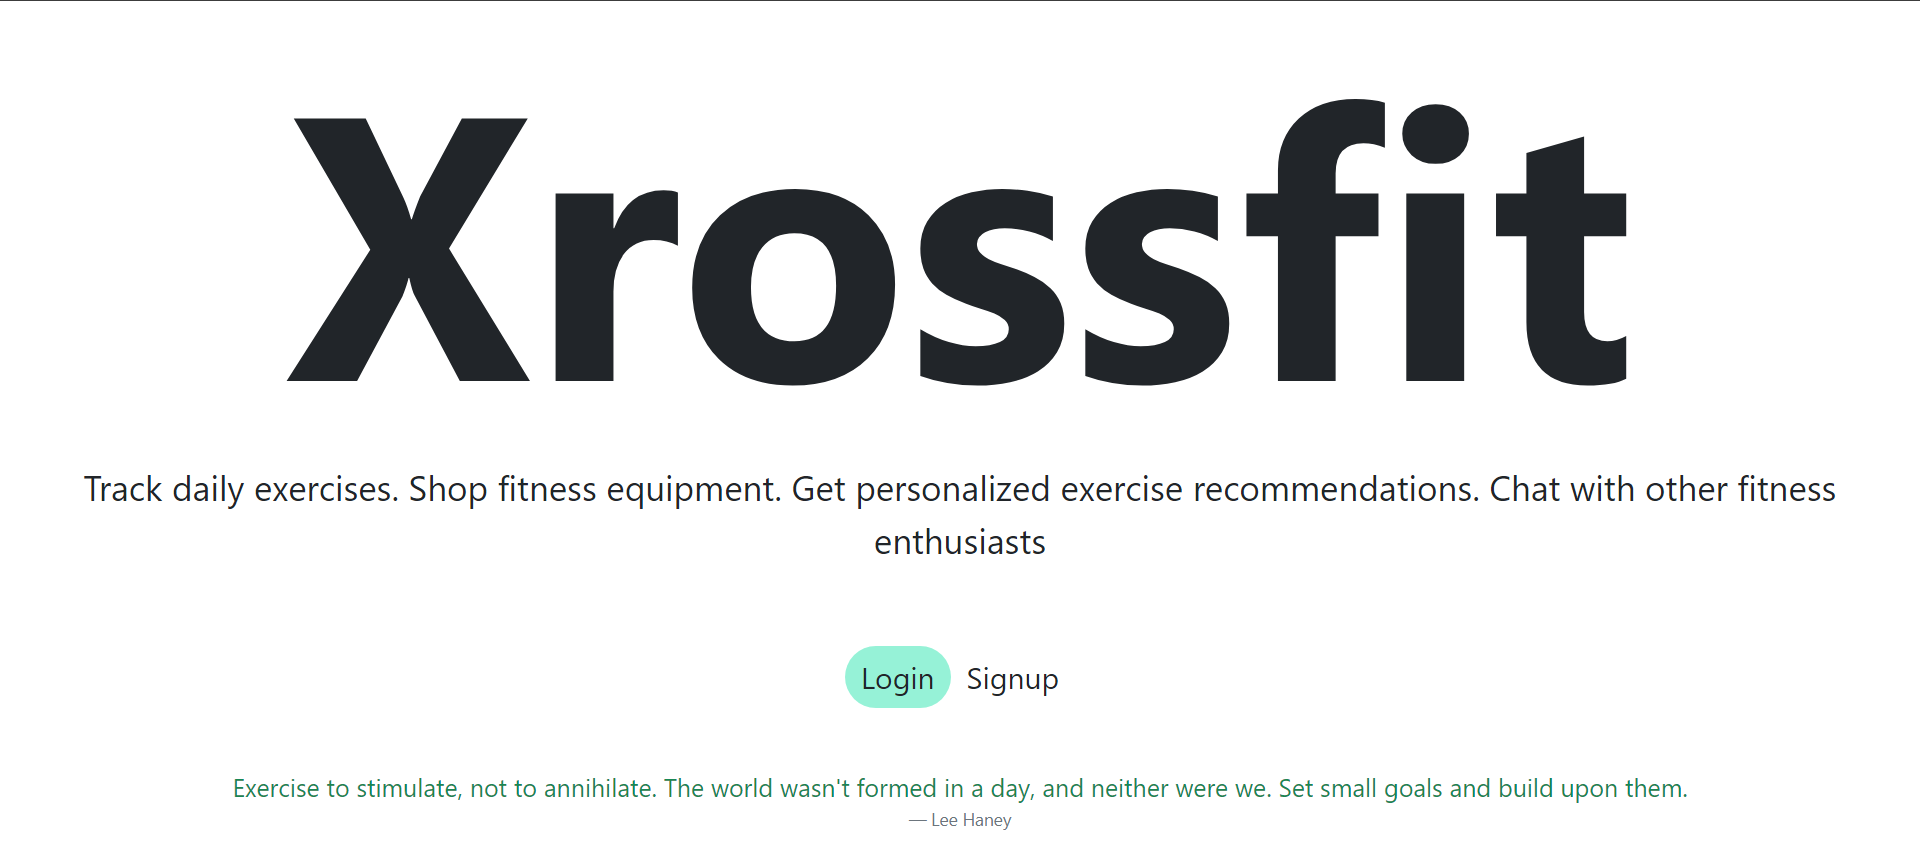 Xrossfit
Track daily exercises. Shop fitness equipment. Get personalized exercise recommendations. Chat with other fitness
enthusiasts
Login Signup
Exercise to stimulate, not to annihilate. The world wasn't formed in a day, and neither were we. Set small goals and build upon them.
— Lee Haney